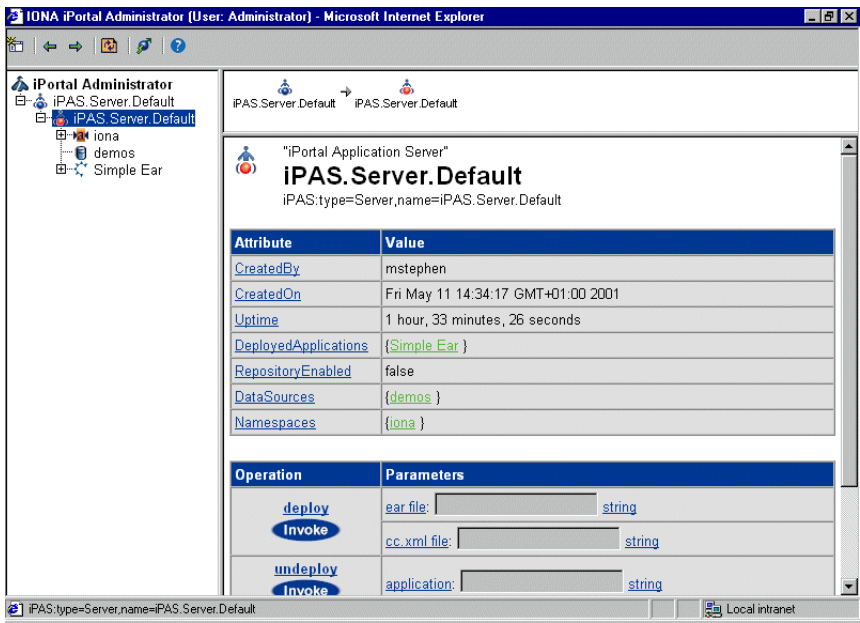 IONA iPortal Administrator (User: Administrator) - Microsoft Internet Explorer
iPortal Administrator
iPAS.Server.Default
iPAS.Server.Default
iona
demos
Simple Ear
iPAS.Server.Default iPAS.Server.Default
"iPortal Application Server"
iPAS.Server.Default
iPAS:type=Server,name=iPAS.Server.Default
Attribute Value
CreatedBy mstephen
CreatedOn Fri May 11 14:34:17 GMT+01:00 2001
Uptime 1 hour, 33 minutes, 26 seconds
DeployedApplications {Simple Ear }
RepositoryEnabled false
DataSources {demos }
Namespaces {iona }
Operation Parameters
deploy ear file: string
Invoke
cc.xml file: string
undeploy
application: string
Invoke
iPAS:type=Server,name=iPAS.Server.Default Local intranet